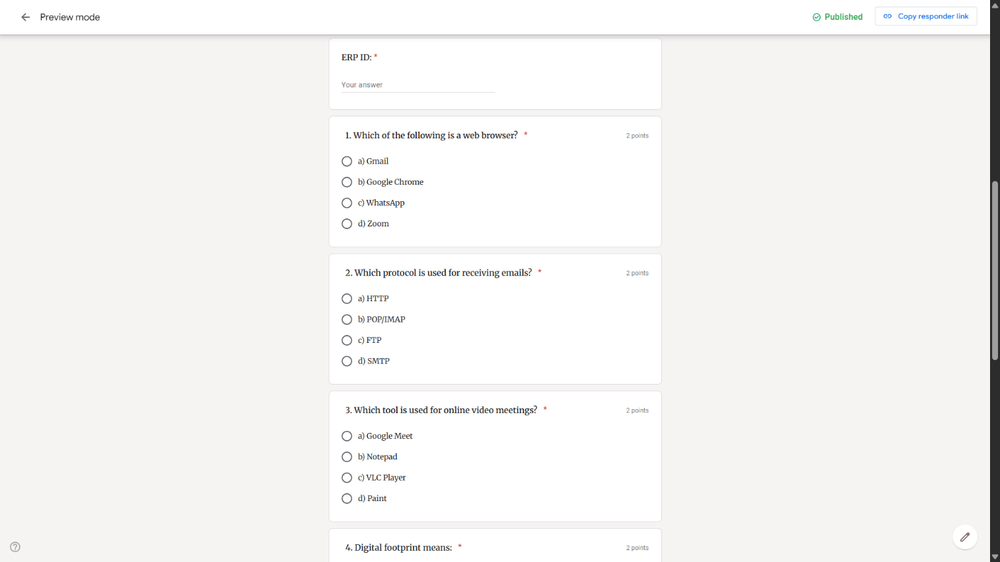 Preview mode
Published
Copy responder link
ERP ID: *
Your answer
1. Which of the following is a web browser? *
2 points
a) Gmail
b) Google Chrome
c) WhatsApp
d) Zoom
2. Which protocol is used for receiving emails? *
2 points
a) HTTP
b) POP/IMAP
c) FTP
d) SMTP
3. Which tool is used for online video meetings? *
2 points
a) Google Meet
b) Notepad
c) VLC Player
d) Paint
4. Digital footprint means: *
2 points